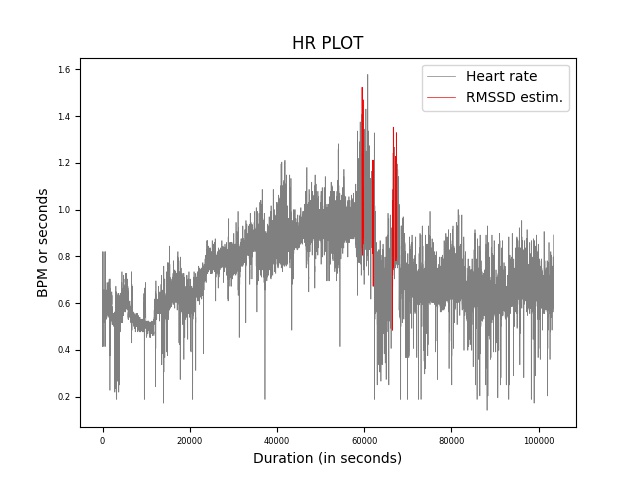 HR PLOT
Heart rate
RMSSD estim.
BPM or seconds
1.6
1.4
1.2
1.0
0.8
0.6
0.4
0.2
0 20000 40000 60000 80000 100000
Duration (in seconds)